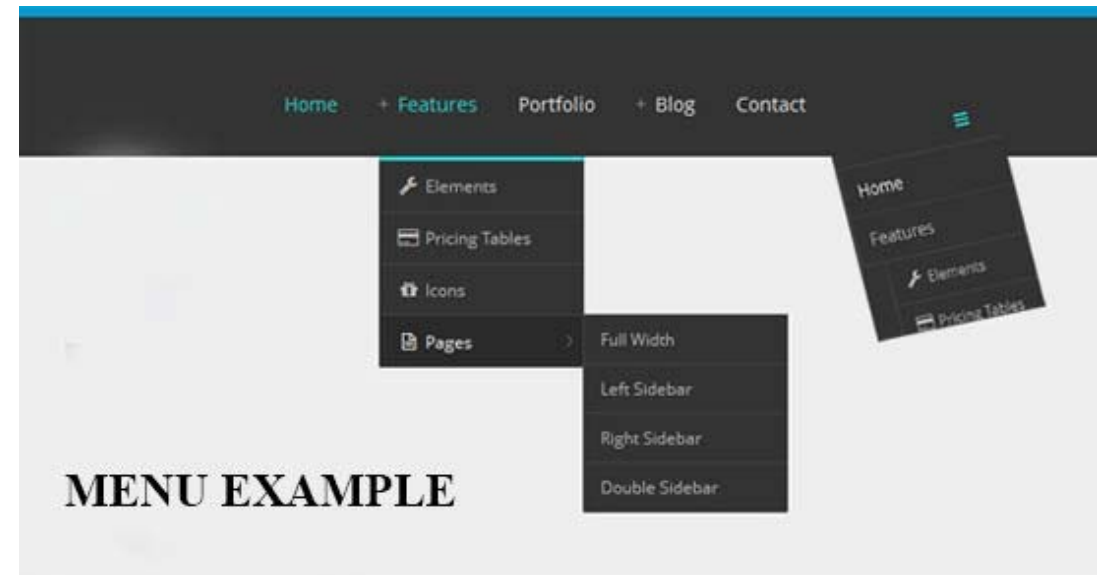 Home + Features Portfolio + Blog Contact
Elements
Pricing Tables
Icons
Pages
Full Width
Left Sidebar
Right Sidebar
Double Sidebar
Home
Features
Elements
Pricing Tables
MENU EXAMPLE